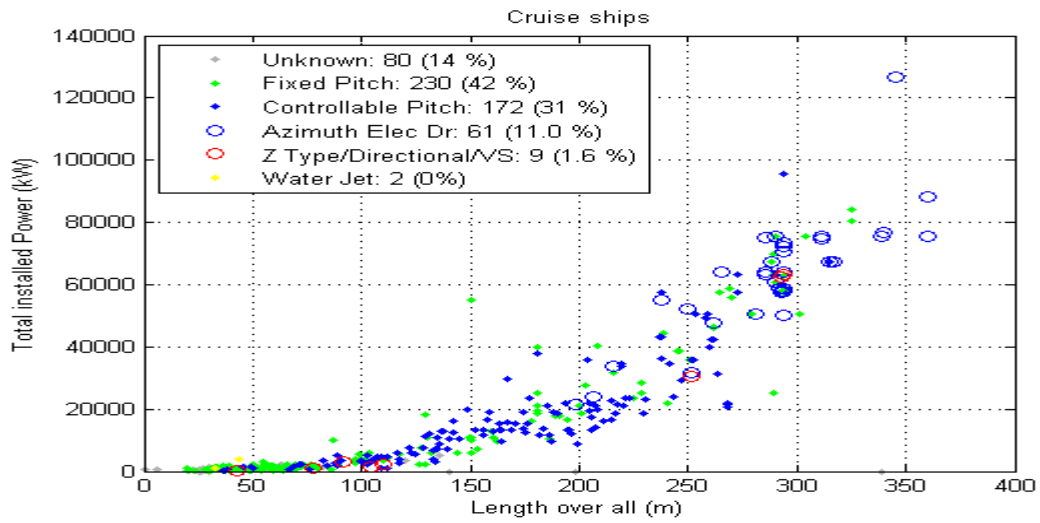 Cruise ships
140000
120000
100000
80000
60000
40000
20000
0
Total installed Power (kW)
Unknown: 80 (14 %)
Fixed Pitch: 230 (42 %)
Controllable Pitch: 172 (31 %)
Azimuth Elec Dr: 61 (11.0 %)
Z Type/Directional/VS: 9 (1.6 %)
Water Jet: 2 (0%)
0 50 100 150 200 250 300 350 400
Length over all (m)